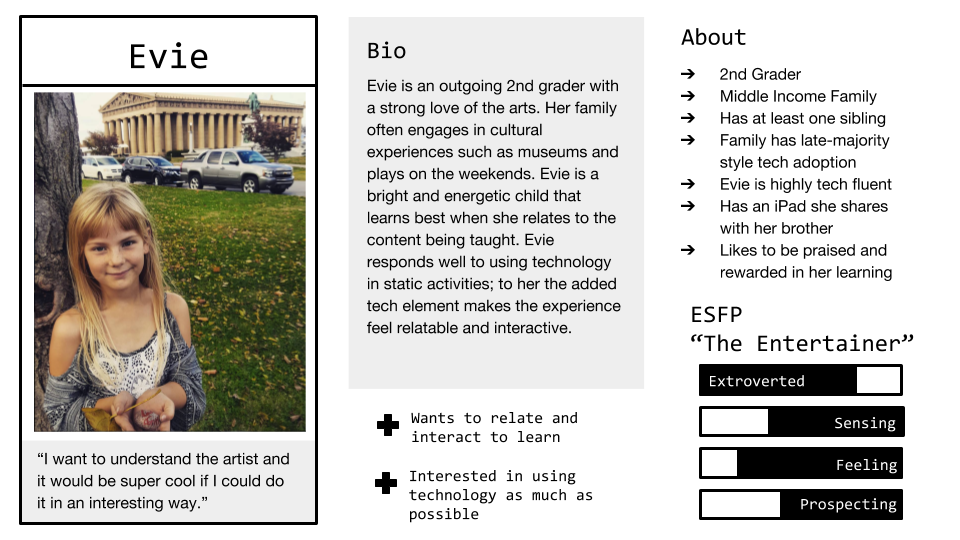 Evie
“I want to understand the artist and
it would be super cool if I could do
it in an interesting way.”
Bio
Evie is an outgoing 2nd grader with
a strong love of the arts. Her family
often engages in cultural
experiences such as museums and
plays on the weekends. Evie is a
bright and energetic child that
learns best when she relates to the
content being taught. Evie
responds well to using technology
in static activities; to her the added
tech element makes the experience
feel relatable and interactive.
Wants to relate and
interact to learn
Interested in using
technology as much as
possible
About
➔ 2nd Grader
➔ Middle Income Family
➔ Has at least one sibling
➔ Family has late-majority
style tech adoption
➔ Evie is highly tech fluent
➔ Has an iPad she shares
with her brother
➔ Likes to be praised and
rewarded in her learning
ESFP
“The Entertainer”
Extroverted
Sensing
Feeling
Prospecting